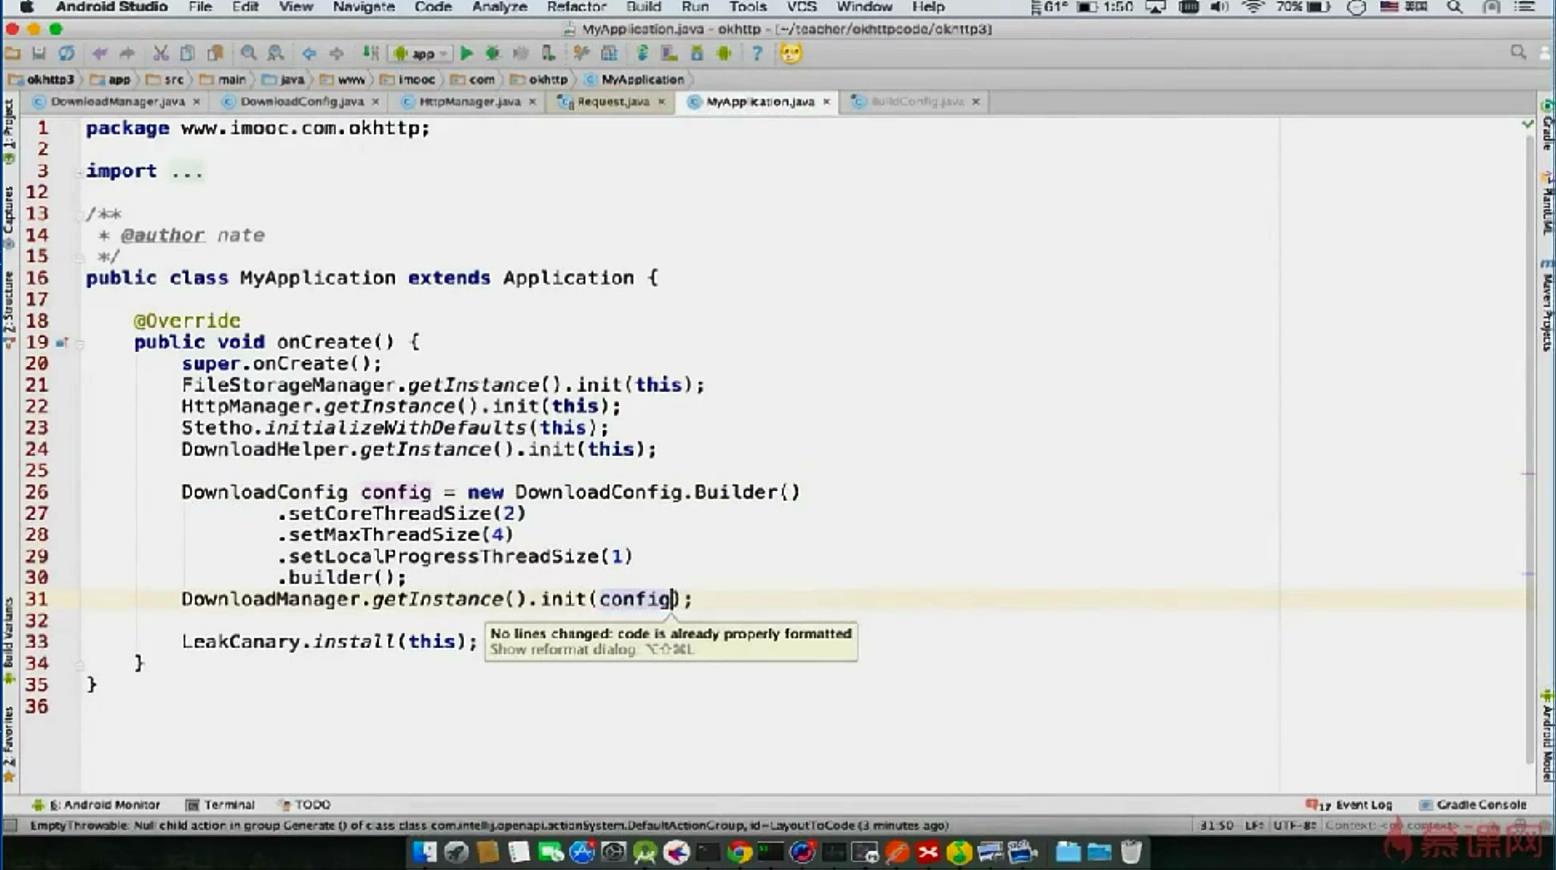 Android Studio File Edit View Navigate Code Analyze Refactor Build Run Tools VCS Window Help 61° 1:50 70% 
MyApplication.java - okhttp - [~/teacher/okhttpcode/okhttp3]
app
okhttp3 app src main java www imooc com okhttp MyApplication
DownloadManager.java DownloadConfig.java HttpManager.java Request.java MyApplication.java BuildConfig.java
1 package www.imooc.com.okhttp;
2
3 import ...
12
13 /**
14 * @author nate
15 */
16 public class MyApplication extends Application {
17
18 @Override
19 public void onCreate() {
20 super.onCreate();
21 FileStorageManager.getInstance().init(this);
22 HttpManager.getInstance().init(this);
23 Stetho.initializeWithDefaults(this);
24 DownloadHelper.getInstance().init(this);
25
26 DownloadConfig config = new DownloadConfig.Builder()
27 .setCoreThreadSize(2)
28 .setMaxThreadSize(4)
29 .setLocalProgressThreadSize(1)
30 .builder();
31 DownloadManager.getInstance().init(config);
32
No lines changed: code is already properly formatted
33 LeakCanary.install(this);
Show reformat dialog: ⌥⇧⌘L
34 }
35 }
36
1: Project
Captures
Z: Structure
Build Variants
2: Favorites
Gradle
PlantUML
Maven Projects
Android Model
6: Android Monitor Terminal TODO 17 Event Log Gradle Console
EmptyThrowable: Null child action in group Generate () of class class com.intellij.openapi.actionSystem.DefaultActionGroup, id=LayoutToCode (3 minutes ago) 31:50 LF÷ UTF-8÷ Context: <no context>
慕课网